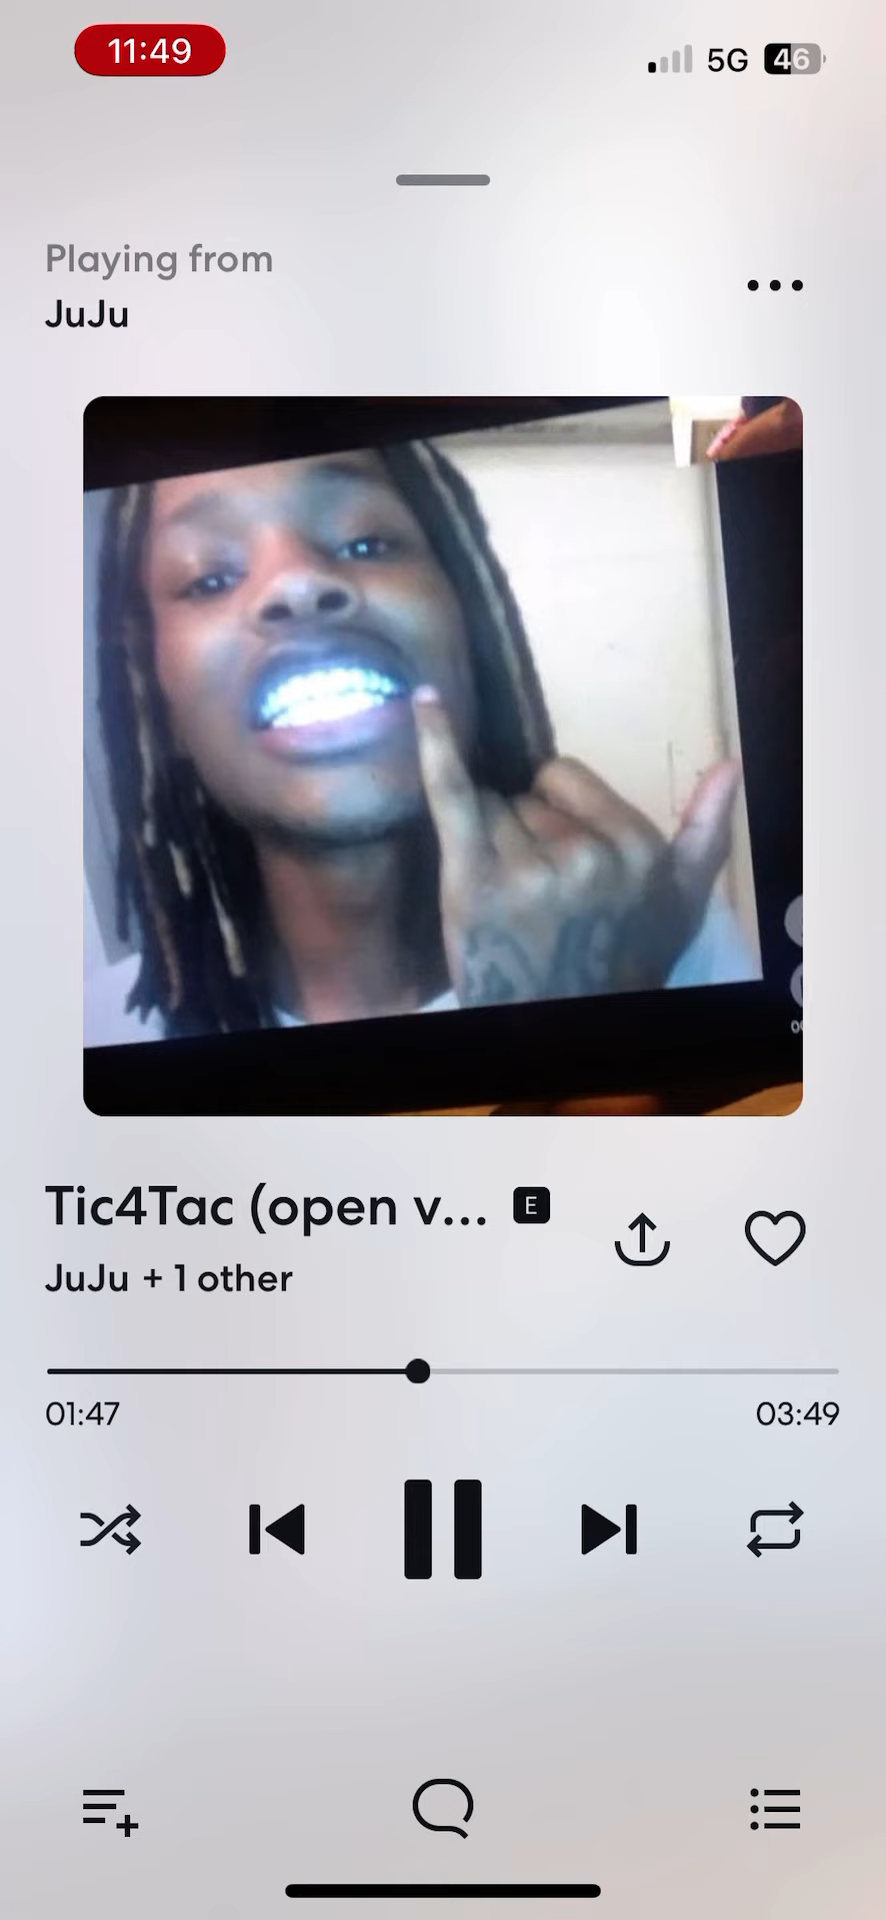 11:49
5G 46
Playing from
JuJu
Tic4Tac (open v... E
JuJu + 1 other
01:47
03:49